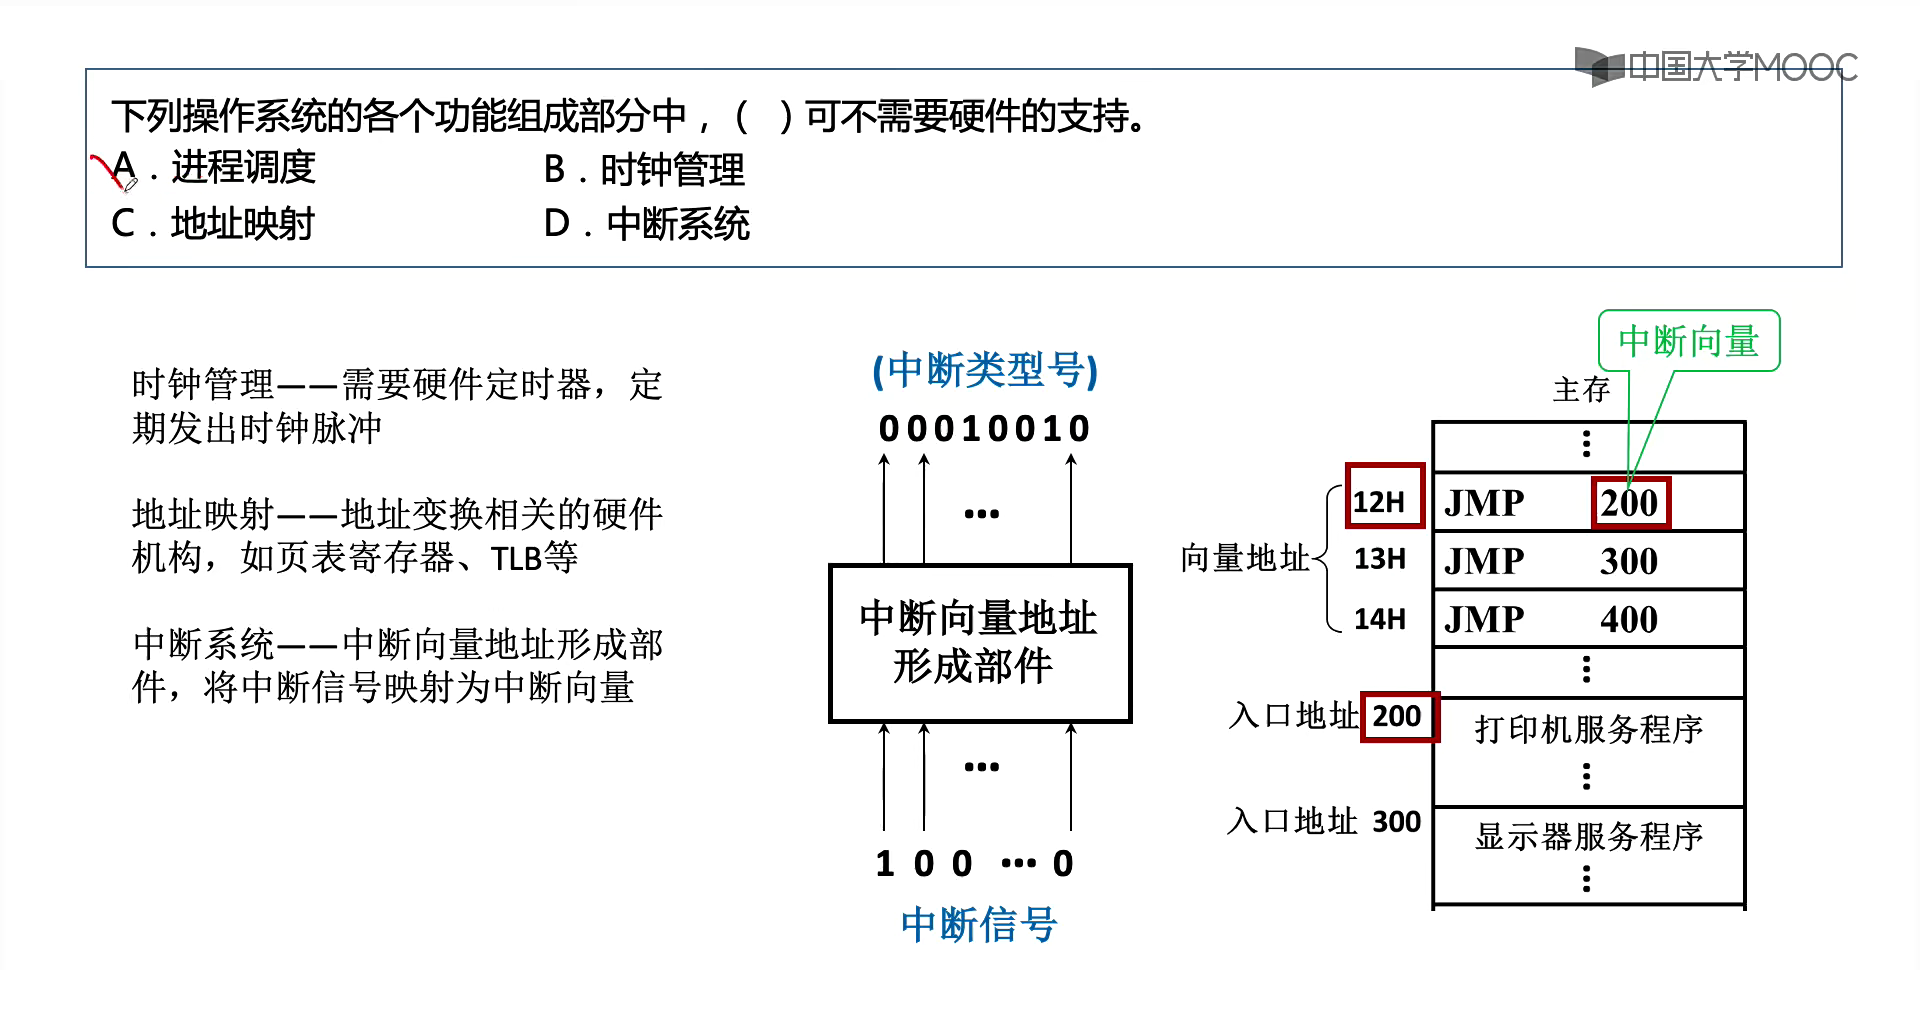 中国大学MOOC
下列操作系统的各个功能组成部分中，（　）可不需要硬件的支持。
A．进程调度
B．时钟管理
C．地址映射
D．中断系统
时钟管理——需要硬件定时器，定
期发出时钟脉冲
地址映射——地址变换相关的硬件
机构，如页表寄存器、TLB等
中断系统——中断向量地址形成部
件，将中断信号映射为中断向量
(中断类型号)
0 0 0 1 0 0 1 0
…
中断向量地址
形成部件
…
1 0 0 … 0
中断信号
中断向量
主存
⋮
12H JMP 200
向量地址 13H JMP 300
14H JMP 400
⋮
入口地址 200 打印机服务程序
⋮
入口地址 300 显示器服务程序
⋮